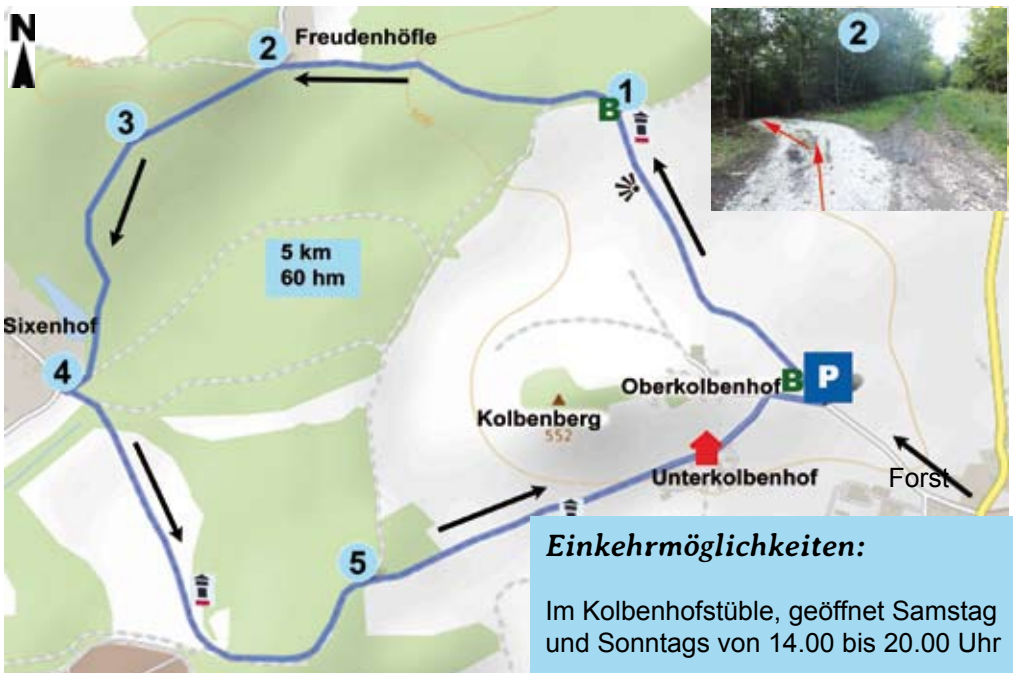 N
2
Freudenhöfle
2
1
B
3
5 km
60 hm
Sixenhof
4
Oberkolbenhof
B
P
Kolbenberg
552
Unterkolbenhof
Forst
5
Einkehrmöglichkeiten:
Im Kolbenhofstüble, geöffnet Samstag
und Sonntags von 14.00 bis 20.00 Uhr